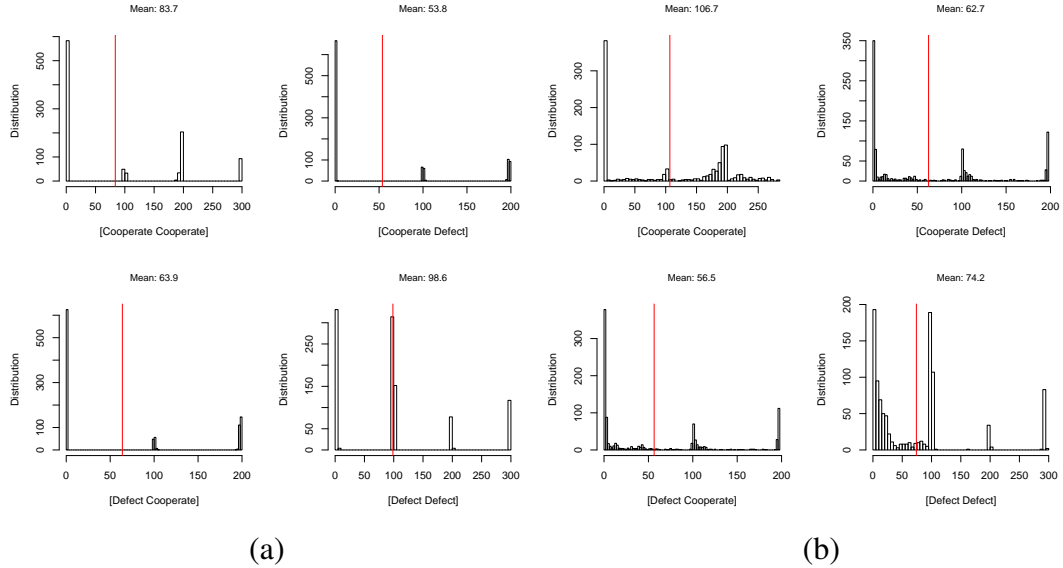 Mean: 83.7
Distribution
0 100 300 500
0 50 100 150 200 250 300
[Cooperate Cooperate]
Mean: 53.8
Distribution
0 100 300 500
0 50 100 150 200
[Cooperate Defect]
Mean: 106.7
Distribution
0 100 200 300
0 50 100 150 200 250
[Cooperate Cooperate]
Mean: 62.7
Distribution
0 50 150 250 350
0 50 100 150 200
[Cooperate Defect]
Mean: 63.9
Distribution
0 100 300 500
0 50 100 150 200
[Defect Cooperate]
Mean: 98.6
Distribution
0 50 150 250
0 50 100 150 200 250 300
[Defect Defect]
Mean: 56.5
Distribution
0 100 200 300
0 50 100 150 200
[Defect Cooperate]
Mean: 74.2
Distribution
0 50 100 150 200
0 50 100 150 200 250 300
[Defect Defect]
(a)
(b)